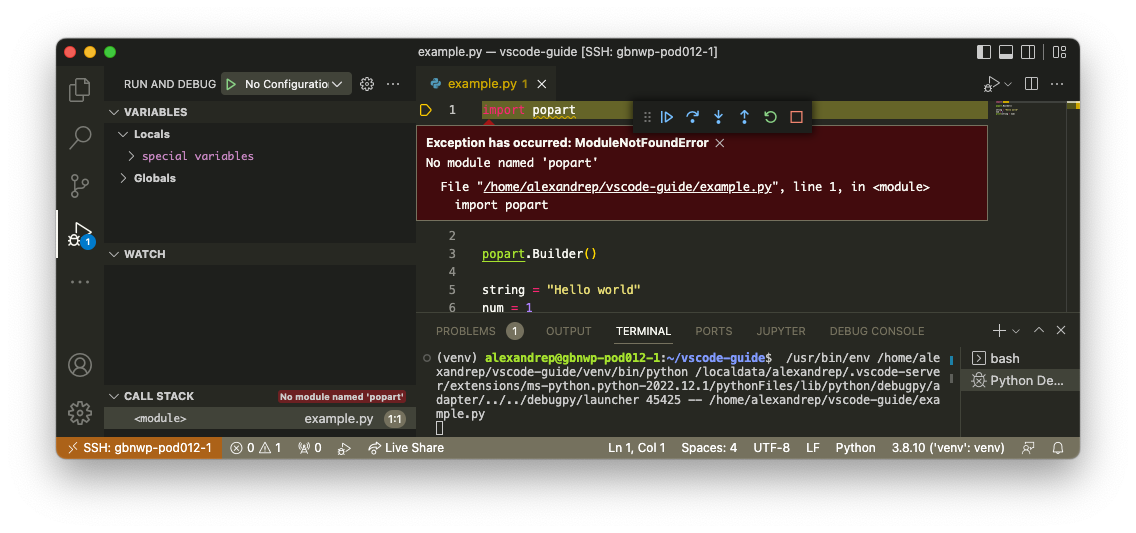 example.py — vscode-guide [SSH: gbnwp-pod012-1]
RUN AND DEBUG
No Configuratio
example.py 1
VARIABLES
Locals
special variables
Globals
WATCH
CALL STACK
No module named 'popart'
<module>
example.py
1:1
1
1 import popart
Exception has occurred: ModuleNotFoundError
No module named 'popart'
File "/home/alexandrep/vscode-guide/example.py", line 1, in <module>
import popart
2
3 popart.Builder()
4
5 string = "Hello world"
6 num = 1
PROBLEMS 1 OUTPUT TERMINAL PORTS JUPYTER DEBUG CONSOLE
(venv) alexandrep@gbnwp-pod012-1:~/vscode-guide$ /usr/bin/env /home/ale
xandrep/vscode-guide/venv/bin/python /localdata/alexandrep/.vscode-serve
r/extensions/ms-python.python-2022.12.1/pythonFiles/lib/python/debugpy/a
dapter/../../debugpy/launcher 45425 -- /home/alexandrep/vscode-guide/exa
mple.py
bash
Python De...
SSH: gbnwp-pod012-1 0 1 0 Live Share Ln 1, Col 1 Spaces: 4 UTF-8 LF Python 3.8.10 ('venv': venv)